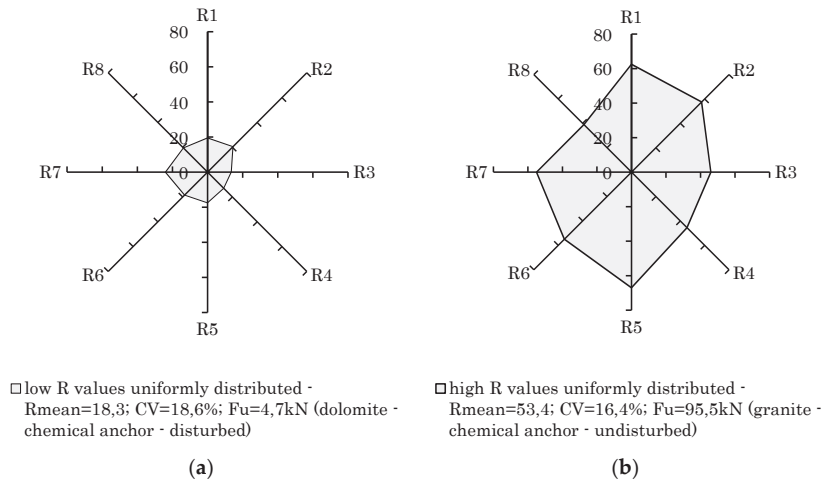 R1
80
60
40
20
0
R2
R3
R4
R5
R6
R7
R8
low R values uniformly distributed -
Rmean=18,3; CV=18,6%; Fu=4,7kN (dolomite -
chemical anchor - disturbed)
(a)
R1
80
60
40
20
0
R2
R3
R4
R5
R6
R7
R8
high R values uniformly distributed -
Rmean=53,4; CV=16,4%; Fu=95,5kN (granite -
chemical anchor - undisturbed)
(b)